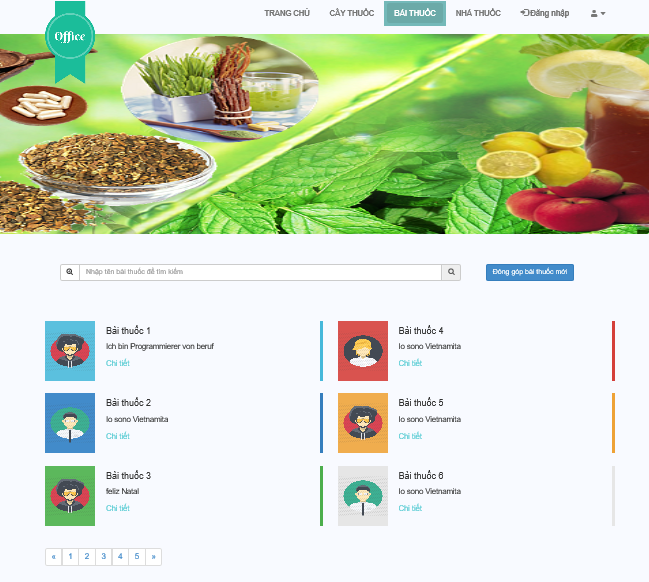 Office
TRANG CHỦ CÂY THUỐC BÀI THUỐC NHÀ THUỐC Đăng nhập
Nhập tên bài thuốc để tìm kiếm
Đóng góp bài thuốc mới
Bài thuốc 1
Ich bin Programmierer von beruf
Chi tiết
Bài thuốc 4
Io sono Vietnamita
Chi tiết
Bài thuốc 2
Io sono Vietnamita
Chi tiết
Bài thuốc 5
Io sono Vietnamita
Chi tiết
Bài thuốc 3
feliz Natal
Chi tiết
Bài thuốc 6
Io sono Vietnamita
Chi tiết
« 1 2 3 4 5 »